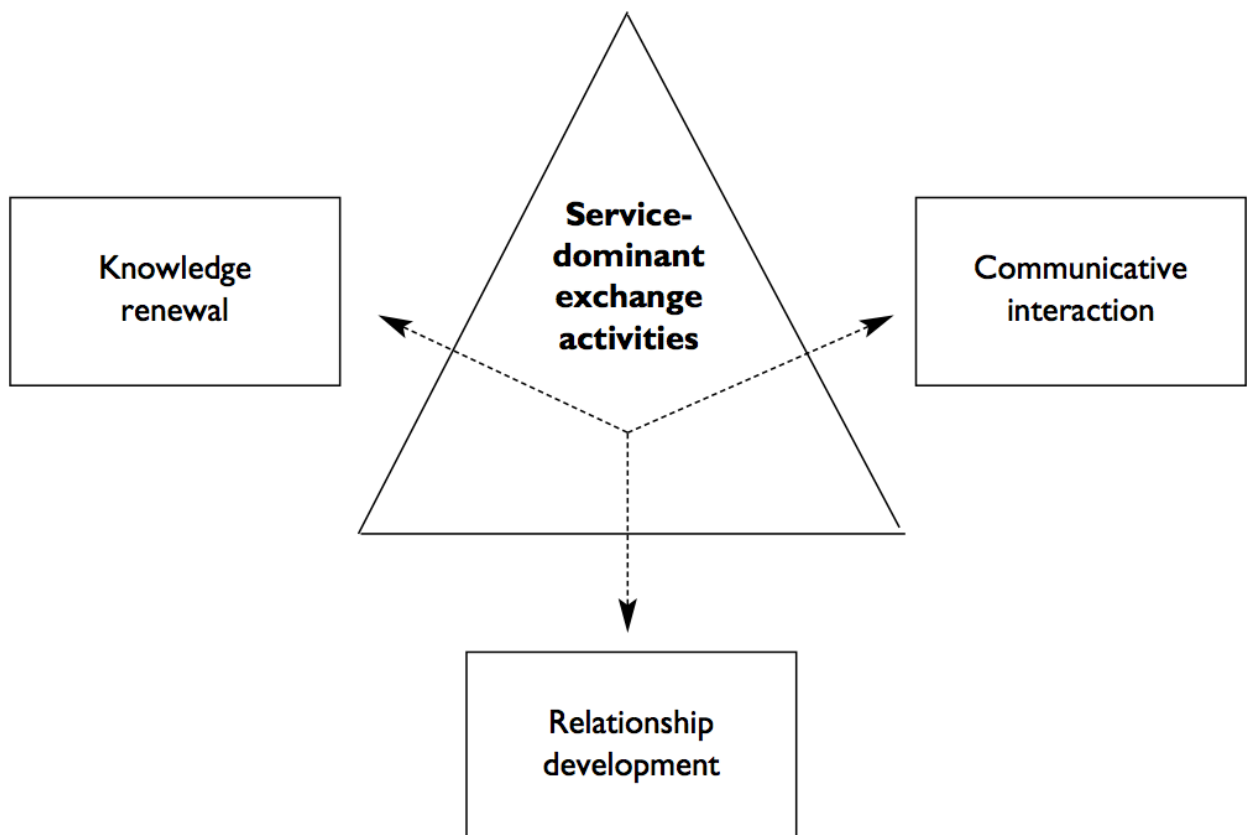 Service-
dominant
exchange
activities
Knowledge
renewal
Communicative
interaction
Relationship
development